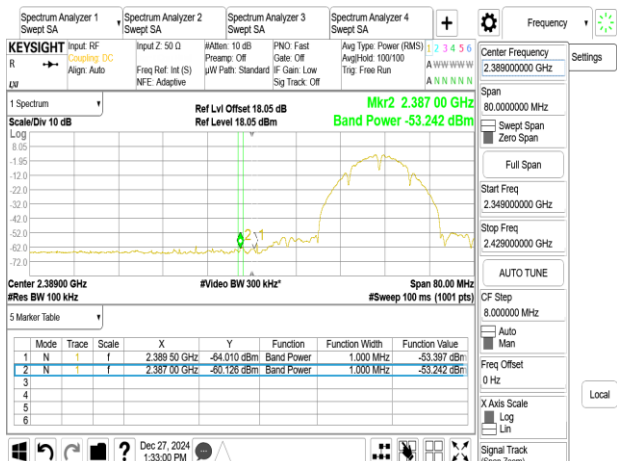 Spectrum Analyzer 1
Swept SA
Spectrum Analyzer 2
Swept SA
Spectrum Analyzer 3
Swept SA
Spectrum Analyzer 4
Swept SA
+
Frequency
KEYSIGHT
R
Input: RF
Coupling: DC
Align: Auto
Input Z: 50 Ω
Freq Ref: Int (S)
NFE: Adaptive
#Atten: 10 dB
Preamp: Off
µW Path: Standard
PNO: Fast
Gate: Off
IF Gain: Low
Sig Track: Off
Avg Type: Power (RMS)
Avg|Hold: 100/100
Trig: Free Run
1 2 3 4 5 6
A W W W W W
A N N N N N
1 Spectrum
Scale/Div 10 dB
Log
Ref Lvl Offset 18.05 dB
Ref Level 18.05 dBm
Mkr2 2.387 00 GHz
Band Power -53.242 dBm
8.05
-1.95
-12.0
-22.0
-32.0
-42.0
-52.0
-62.0
-72.0
2
1
Center 2.38900 GHz
#Res BW 100 kHz
#Video BW 300 kHz*
Span 80.00 MHz
#Sweep 100 ms (1001 pts)
5 Marker Table
Mode Trace Scale X Y Function Function Width Function Value
1 N 1 f 2.389 50 GHz -64.010 dBm Band Power 1.000 MHz -53.397 dBm
2 N 1 f 2.387 00 GHz -60.126 dBm Band Power 1.000 MHz -53.242 dBm
3
4
5
6
Dec 27, 2024
1:33:00 PM
?
Center Frequency
2.389000000 GHz
Span
80.0000000 MHz
Swept Span
Zero Span
Full Span
Start Freq
2.349000000 GHz
Stop Freq
2.429000000 GHz
AUTO TUNE
CF Step
8.000000 MHz
Auto
Man
Freq Offset
0 Hz
X Axis Scale
Log
Lin
Signal Track
(Span Zoom)
Settings
Local